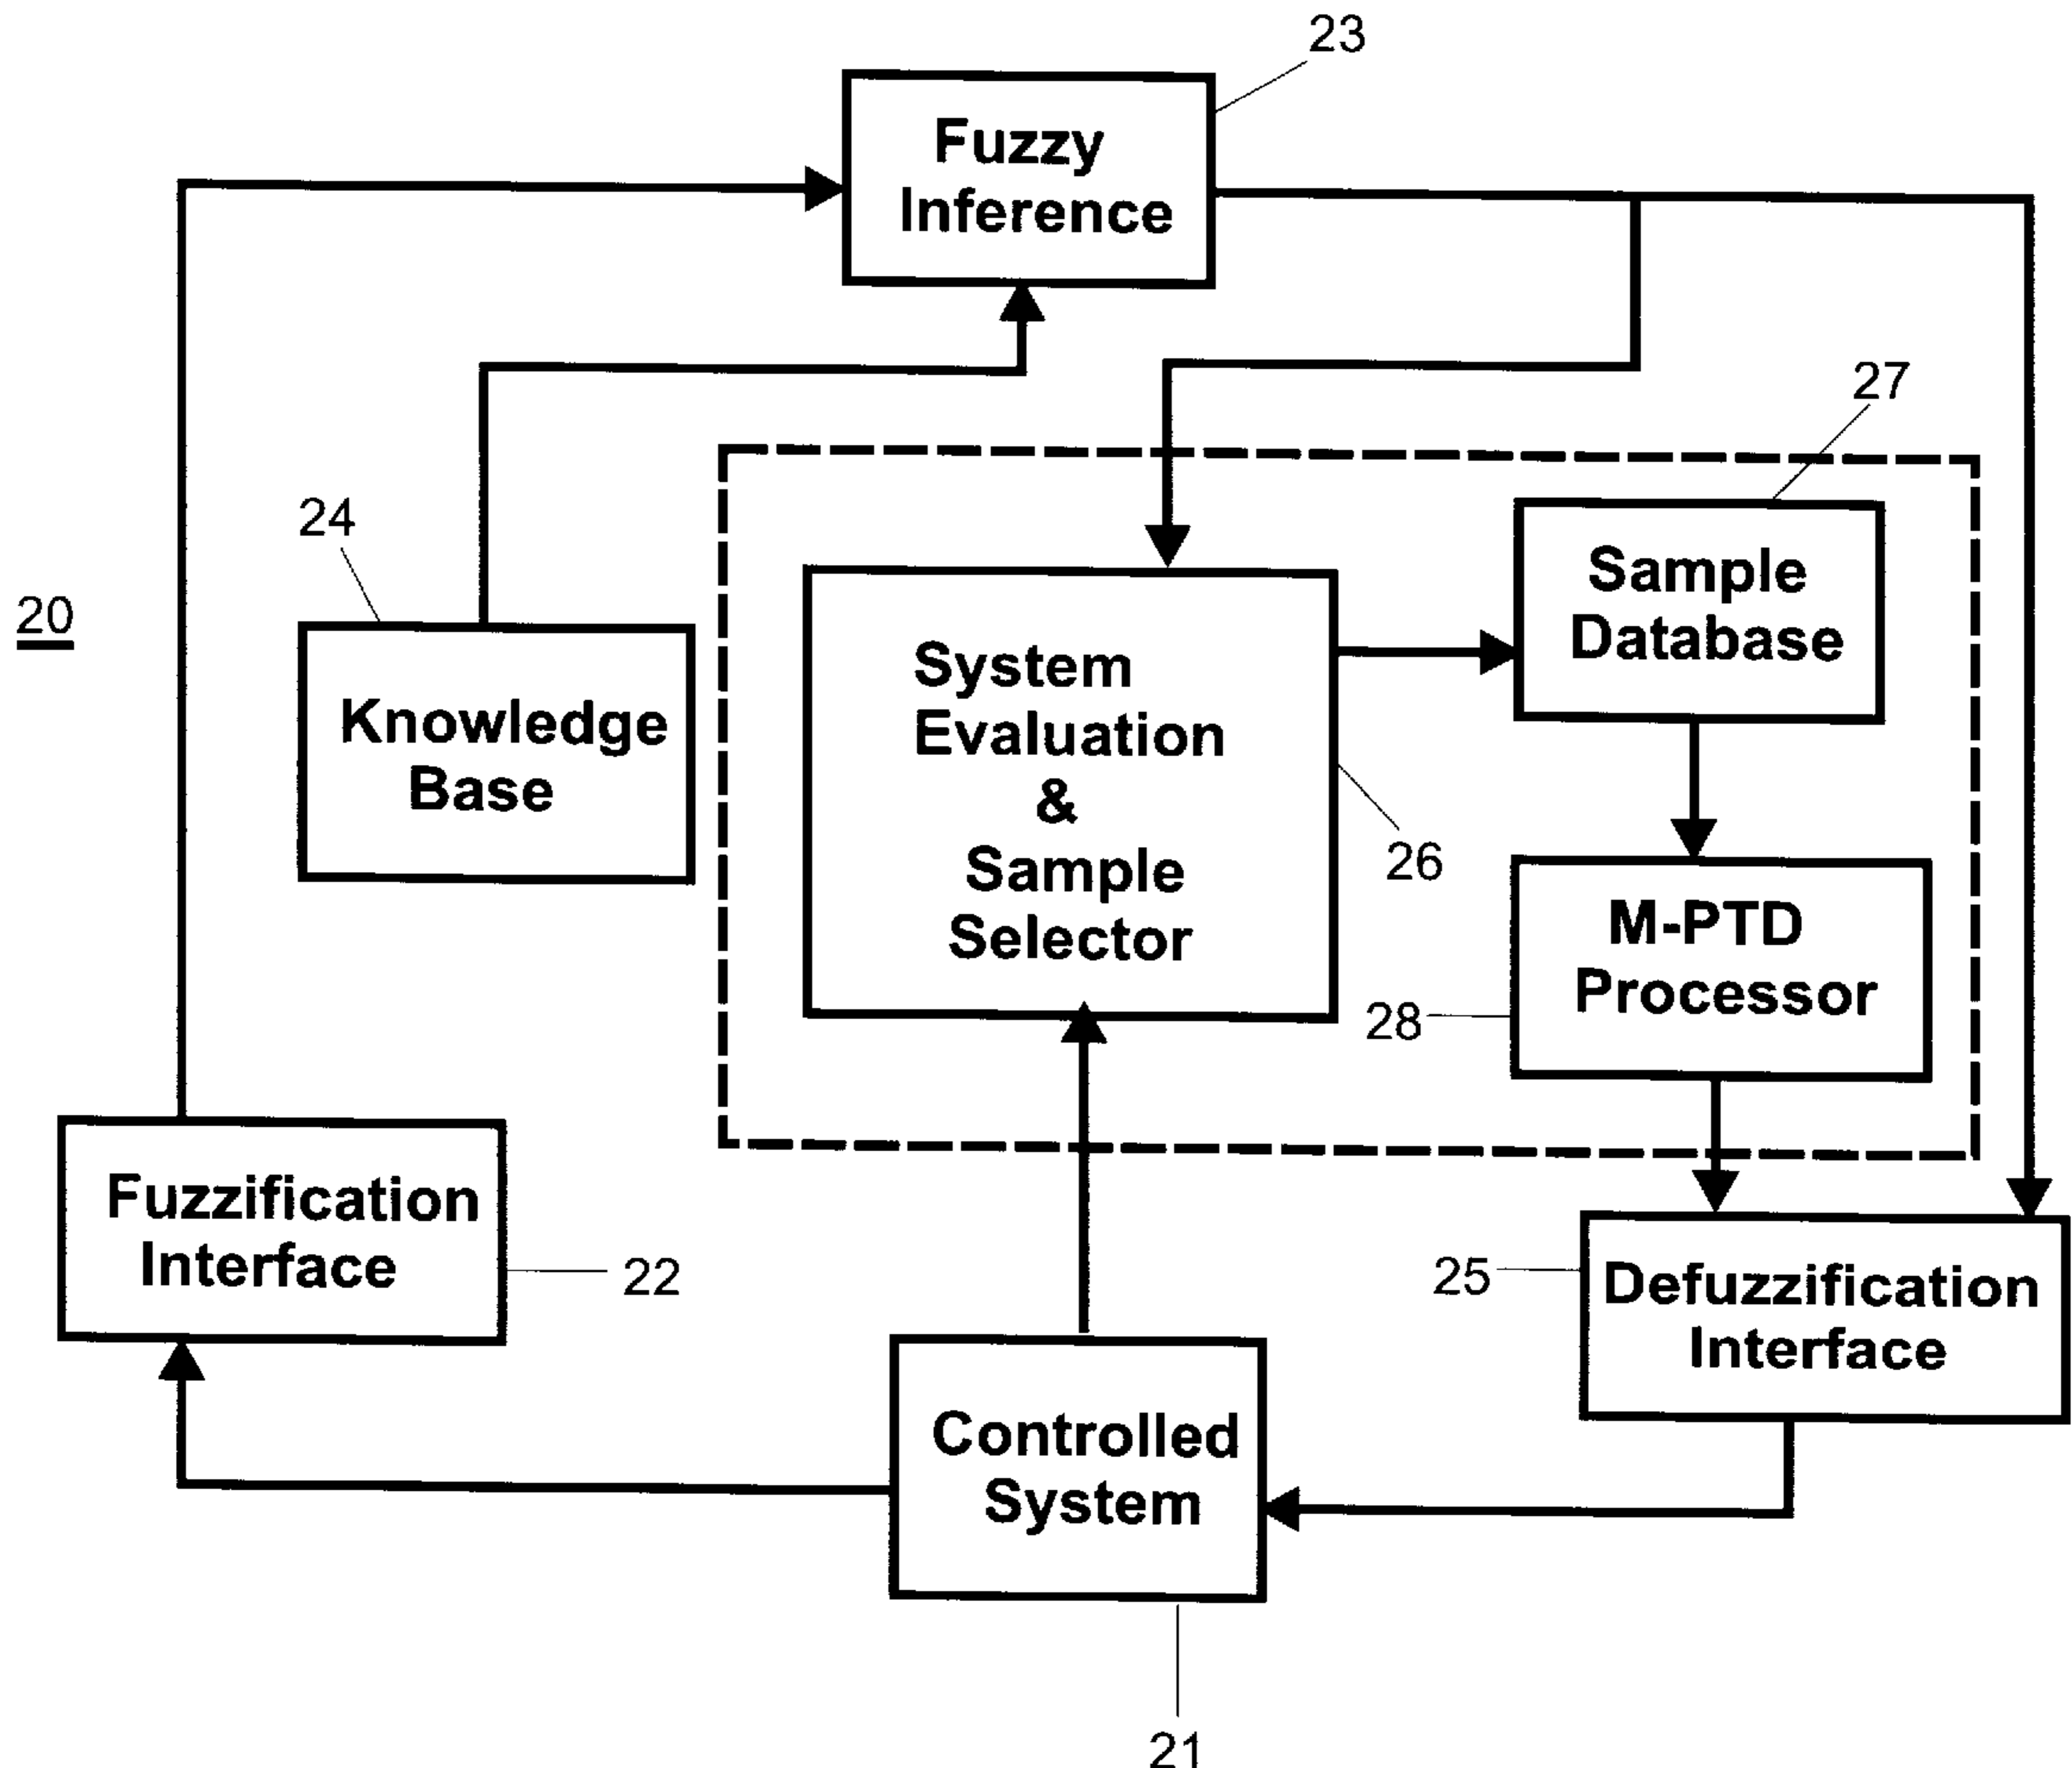 23
Fuzzy
Inference
27
24
Sample
Database
20
System
Evaluation
&
Sample
Selector
Knowledge
Base
26
M-PTD
Processor
28
Fuzzification
Interface
22
25
Defuzzification
Interface
Controlled
System
21